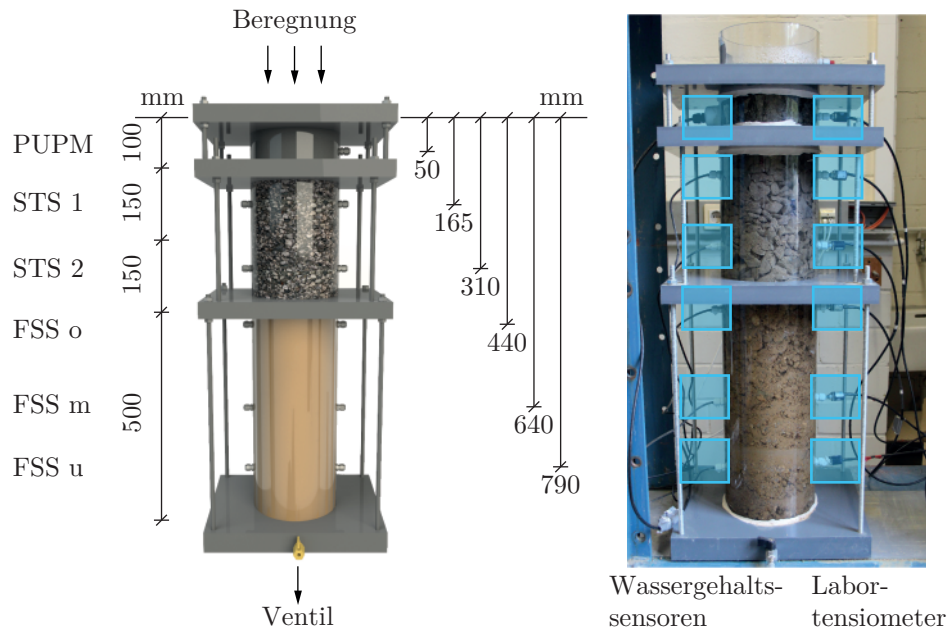 Beregnung
mm
mm
PUPM
100
50
STS 1
150
165
STS 2
150
310
FSS o
440
FSS m
500
640
FSS u
790
Ventil
Wassergehalts-
sensoren
Labor-
tensiometer